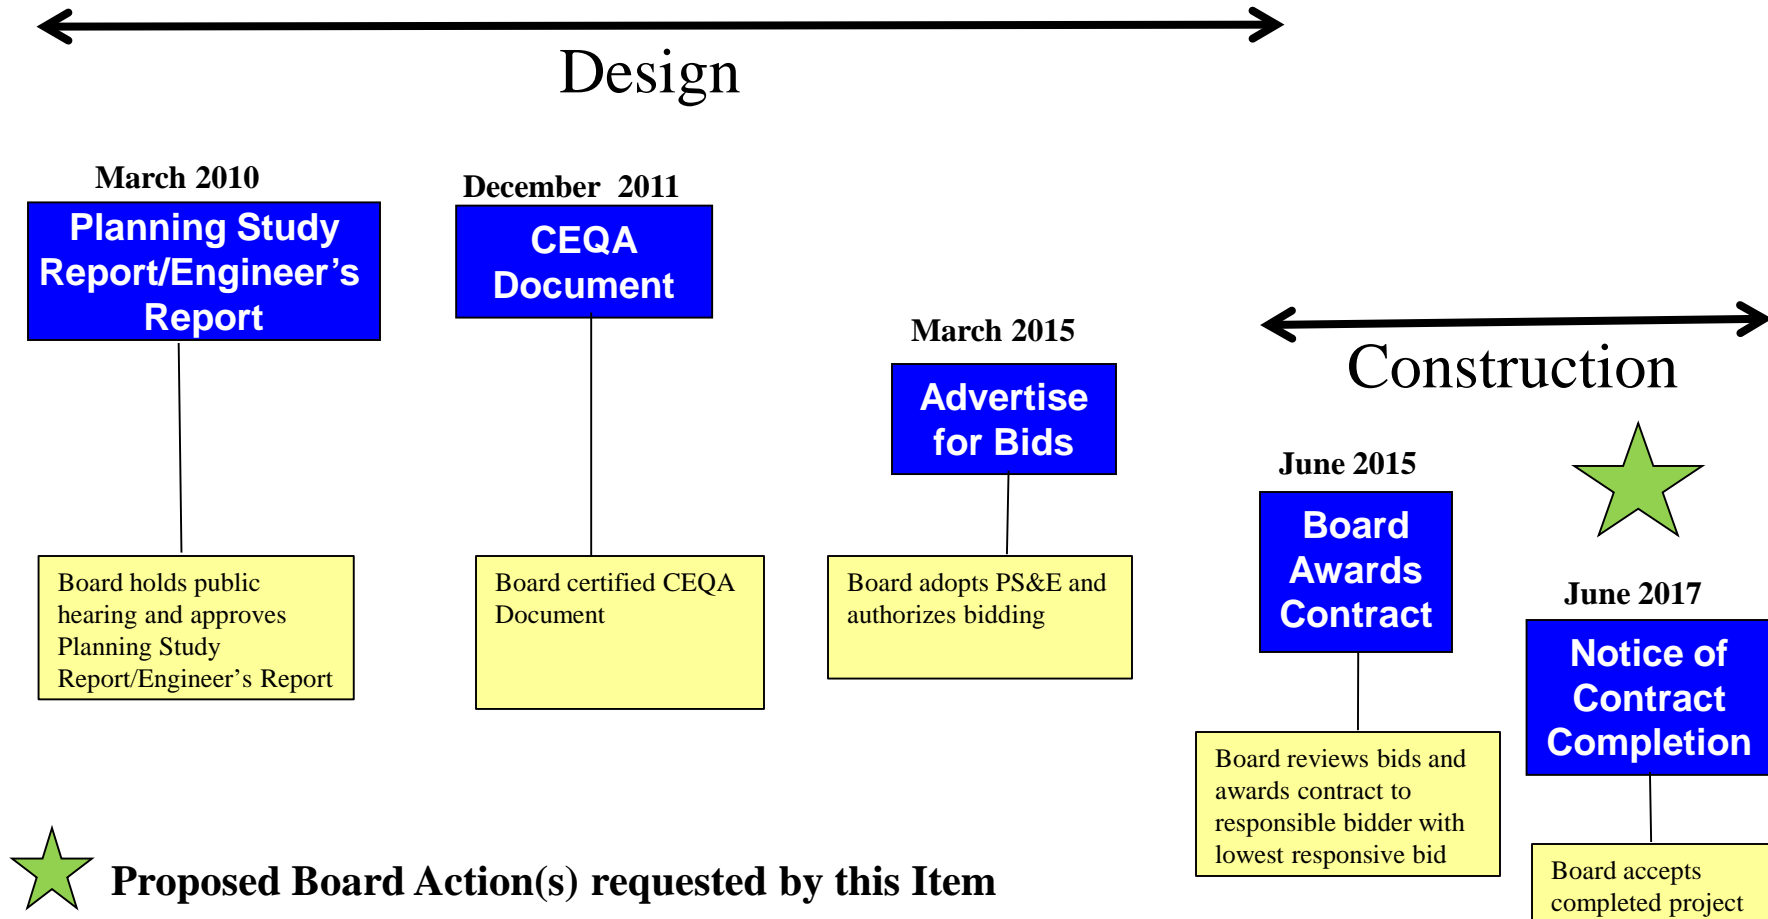 Design
March 2010
Planning Study
Report/Engineer’s
Report
Board holds public
hearing and approves
Planning Study
Report/Engineer’s Report
December 2011
CEQA
Document
Board certified CEQA
Document
March 2015
Advertise
for Bids
Board adopts PS&E and
authorizes bidding
Construction
June 2015
Board
Awards
Contract
Board reviews bids and
awards contract to
responsible bidder with
lowest responsive bid
June 2017
Notice of
Contract
Completion
Board accepts
completed project
Proposed Board Action(s) requested by this Item